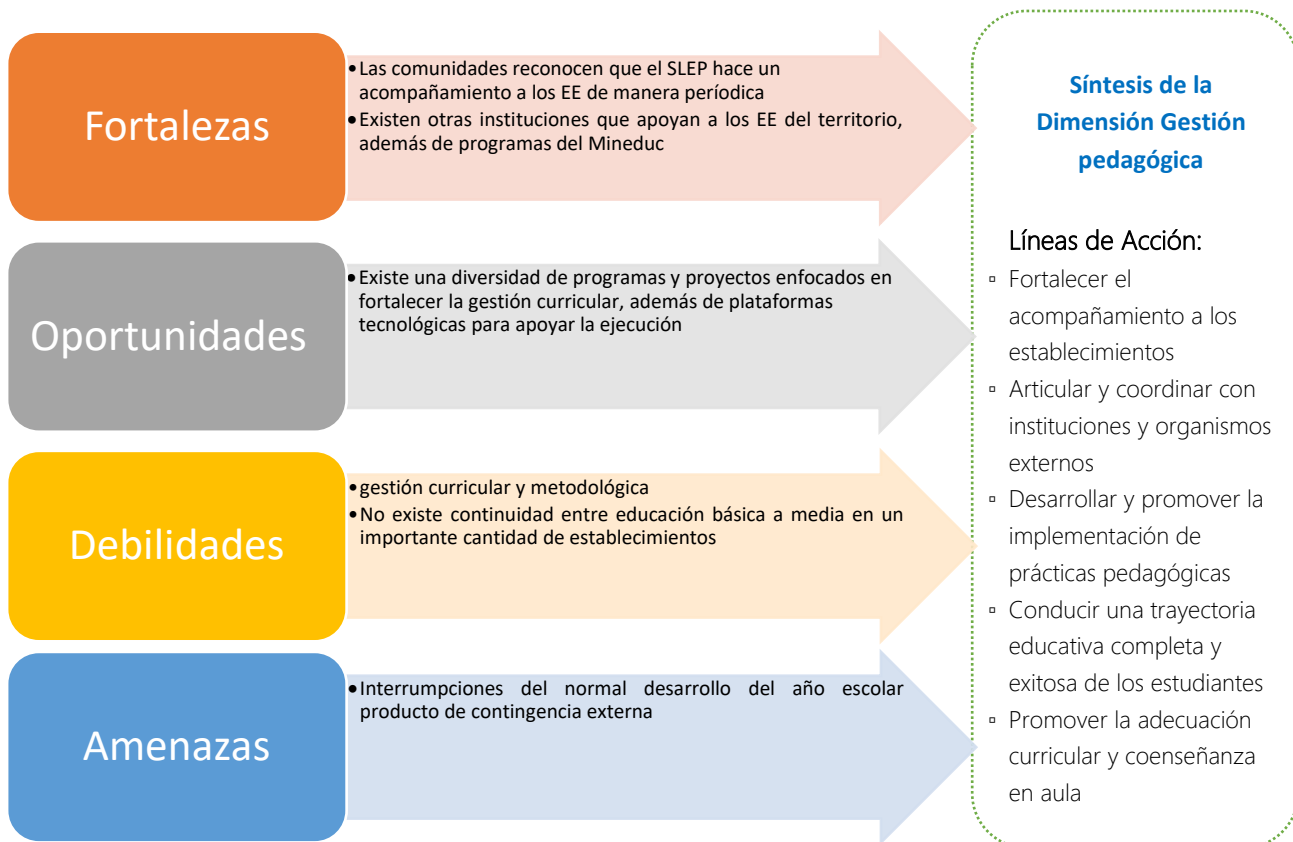 Fortalezas
•Las comunidades reconocen que el SLEP hace un
acompañamiento a los EE de manera períodica
•Existen otras instituciones que apoyan a los EE del territorio,
además de programas del Mineduc
Oportunidades
•Existe una diversidad de programas y proyectos enfocados en
fortalecer la gestión curricular, además de plataformas
tecnológicas para apoyar la ejecución
Debilidades
•gestión curricular y metodológica
•No existe continuidad entre educación básica a media en un
importante cantidad de establecimientos
Amenazas
•Interrumpciones del normal desarrollo del año escolar
producto de contingencia externa
Síntesis de la
Dimensión Gestión
pedagógica
Líneas de Acción:
▫ Fortalecer el
acompañamiento a los
establecimientos
▫ Articular y coordinar con
instituciones y organismos
externos
▫ Desarrollar y promover la
implementación de
prácticas pedagógicas
▫ Conducir una trayectoria
educativa completa y
exitosa de los estudiantes
▫ Promover la adecuación
curricular y coenseñanza
en aula